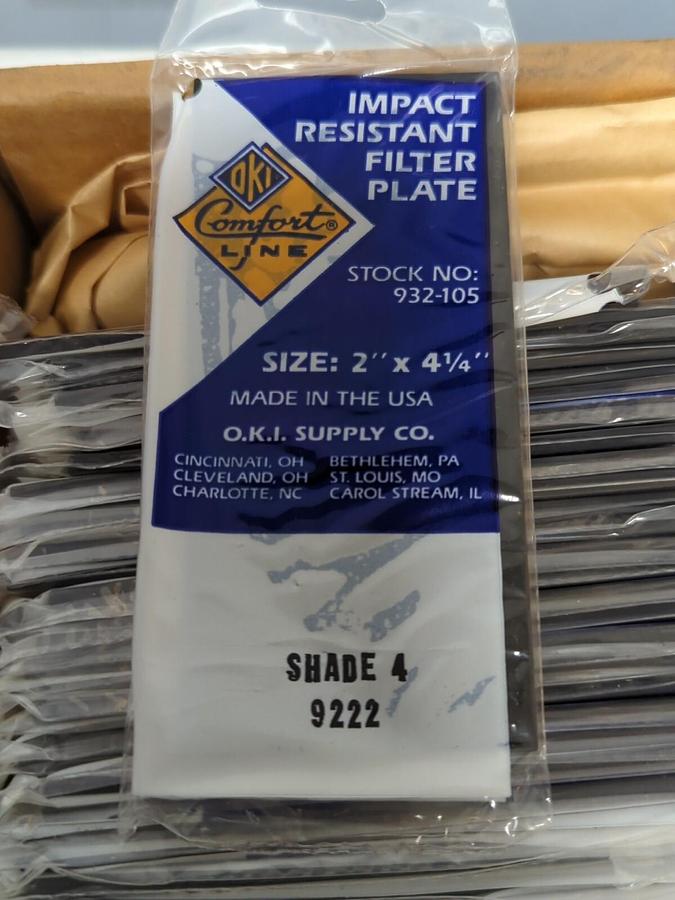 IMPACT
RESISTANT
FILTER
PLATE
OKI
Comfort®
LINE
STOCK NO:
932-105
SIZE: 2" x 4¼"
MADE IN THE USA
O.K.I. SUPPLY CO.
CINCINNATI, OH BETHLEHEM, PA
CLEVELAND, OH ST. LOUIS, MO
CHARLOTTE, NC CAROL STREAM, IL
SHADE 4
9222